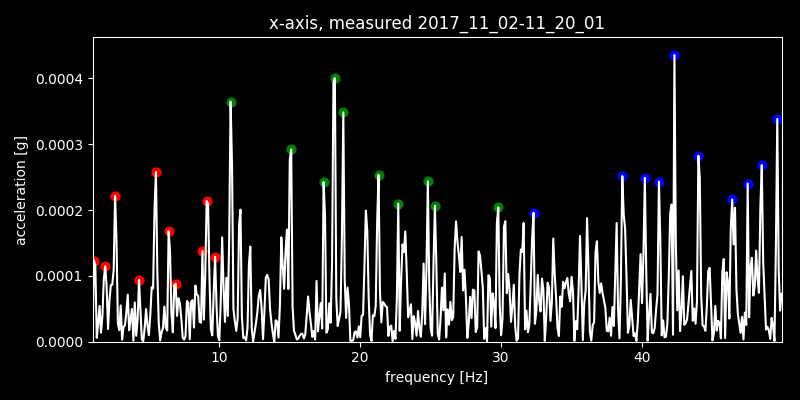 x-axis, measured 2017_11_02-11_20_01
acceleration [g]
0.0004
0.0003
0.0002
0.0001
0.0000
10 20 30 40
frequency [Hz]